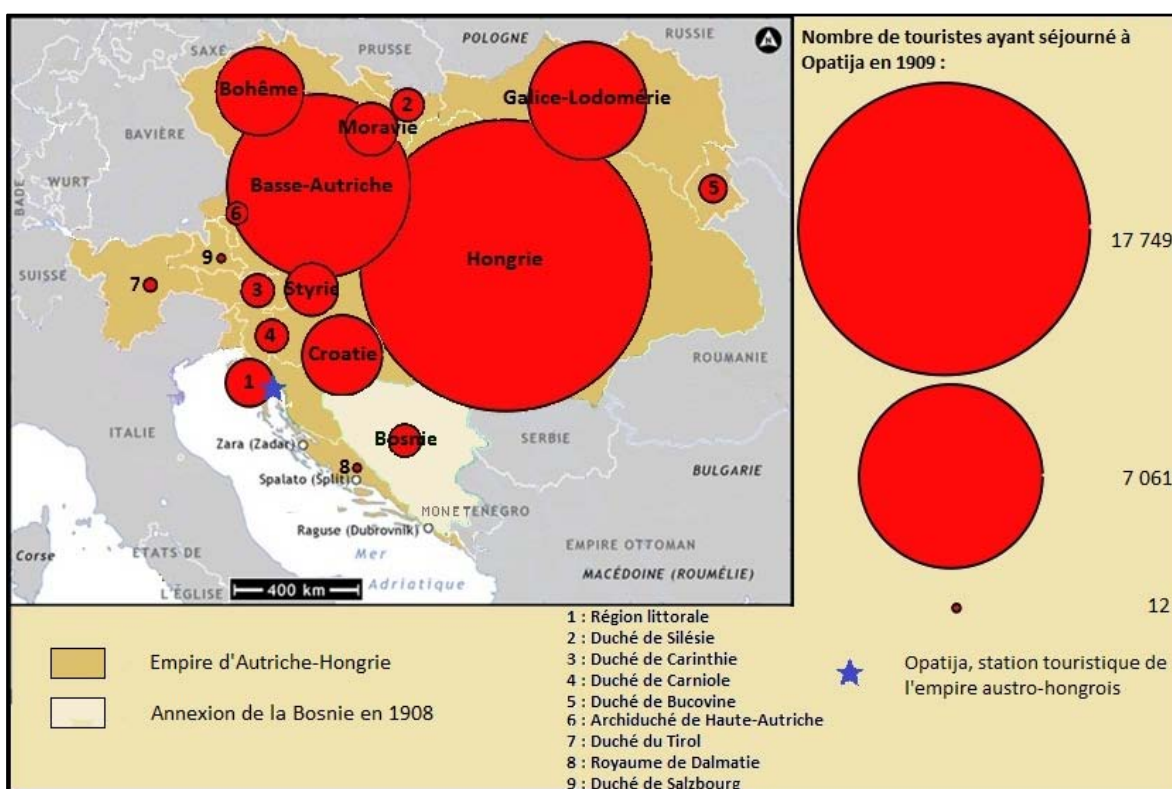 SAXE
PRUSSE
POLOGNE
RUSSIE
N
Bohême
Galice-Lodomérie
2
Moravie
BAVIÈRE
WURT
BADE
Basse-Autriche
5
6
Hongrie
9
SUISSE
7
3
Styrie
4
Croatie
ROUMANIE
1
ITALIE
Bosnie
SERBIE
Zara (Zadar)
8
Spalato (Split)
BULGARIE
MONETENEGRO
Raguse (Dubrovnik)
EMPIRE OTTOMAN
Corse
ÉTATS DE
L'ÉGLISE
Mer
Adriatique
MACÉDOINE (ROUMÉLIE)
400 km
Nombre de touristes ayant séjourné à
Opatija en 1909 :
17 749
7 061
12
Empire d'Autriche-Hongrie
Annexion de la Bosnie en 1908
1 : Région littorale
2 : Duché de Silésie
3 : Duché de Carinthie
4 : Duché de Carniole
5 : Duché de Bucovine
6 : Archiduché de Haute-Autriche
7 : Duché du Tirol
8 : Royaume de Dalmatie
9 : Duché de Salzbourg
Opatija, station touristique de
l'empire austro-hongrois